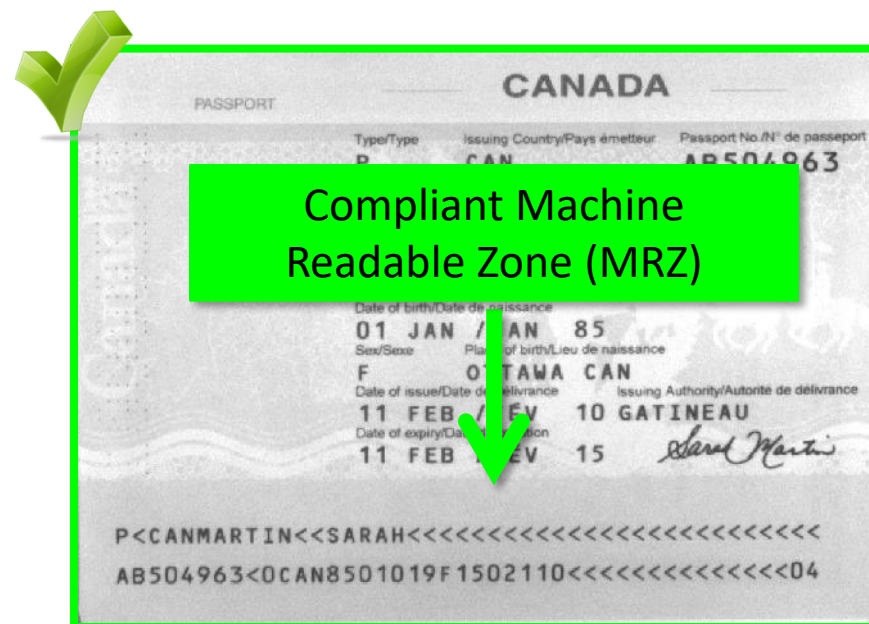 CANADA
PASSPORT
Type/Type Issuing Country/Pays émetteur Passport No./N° de passeport
P CAN AB504963
Compliant Machine
Readable Zone (MRZ)
Date of birth/Date de naissance
01 JAN / 85
Sex/Sexe Place of birth/Lieu de naissance
F OTTAWA CAN
Date of issue/Date de délivrance Issuing Authority/Autorité de délivrance
11 FEB / 10 GATINEAU
Date of expiry/
11 FEB / 15 Sarah Martin
P<CANMARTIN<<SARAH<<<<<<<<<<<<<<<<<<<<<<<<<<
AB504963<0CAN8501019F1502110<<<<<<<<<<<<<<04